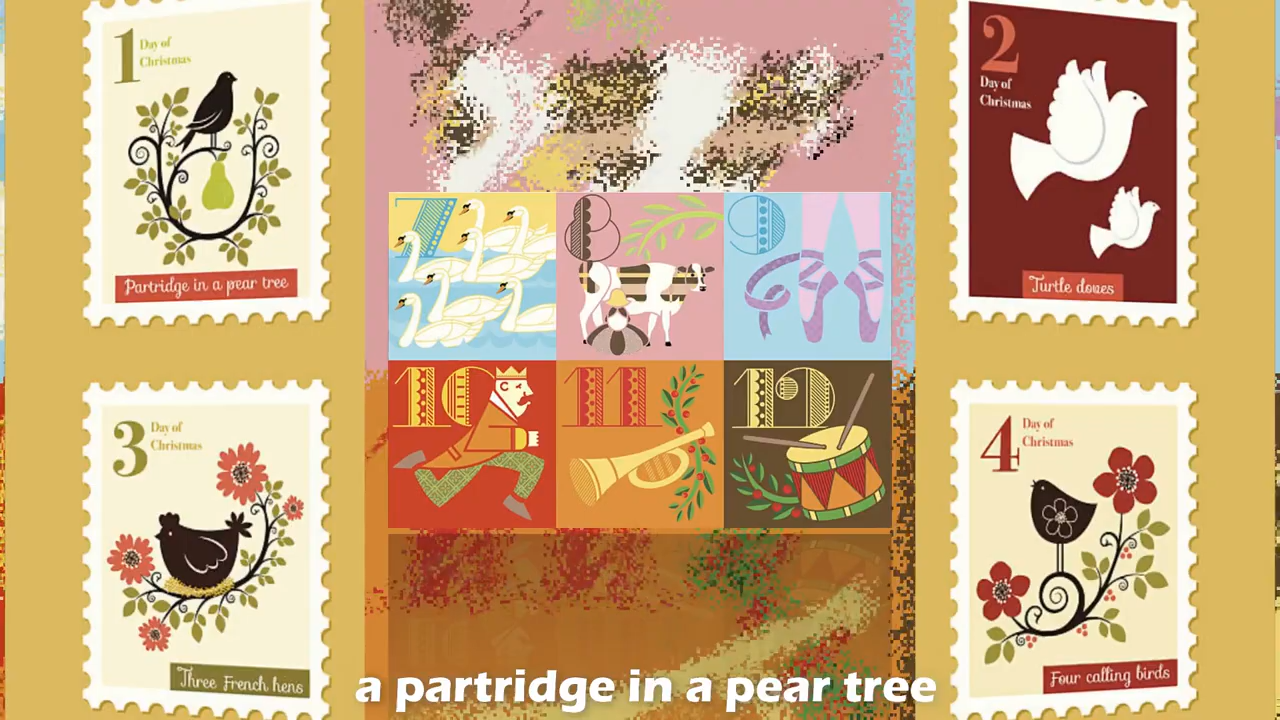 1 Day of
Christmas
Partridge in a pear tree
2
Day of
Christmas
Turtle doves
7 8 9
10 11 12
3 Day of
Christmas
Three French hens
4 Day of
Christmas
Four calling birds
a partridge in a pear tree